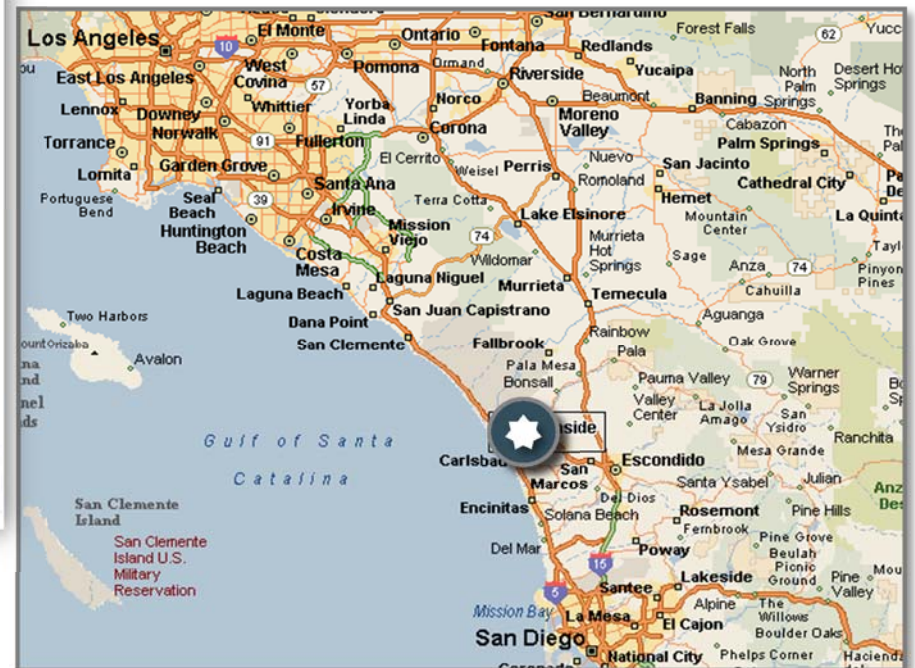 San Bernardino
Forest Falls
62
Yucc
Los Angeles
10
El Monte
Ontario
Fontana
Redlands
East Los Angeles
West
Covina
Pomona
Ormand
Riverside
Yucaipa
North
Palm
Springs
Desert Ho
Springs
57
Lennox
Downey
Whittier
Yorba
Linda
Norco
Beaumont
Banning
Norwalk
91
Fullerton
Corona
Moreno
Valley
Cabazon
Torrance
Palm Springs
Lomita
Garden Grove
El Cerrito
Weisel
Perris
Nuevo
San Jacinto
Romoland
Cathedral City
Portuguese
Bend
Seal
Beach
39
Santa Ana
Irvine
Terra Cotta
Hemet
La Quinta
Huntington
Beach
Mission
Viejo
Lake Elsinore
Mountain
Center
Costa
Mesa
74
Wildomar
Murrieta
Hot
Springs
Sage
Anza
74
Pinyon
Pines
Laguna Niguel
Laguna Beach
Murrieta
Temecula
Cahuilla
San Juan Capistrano
Dana Point
Aguanga
Two Harbors
San Clemente
Fallbrook
Rainbow
Oak Grove
Avalon
Pala Mesa
Pala
Bonsall
Pauma Valley
79
Warner
Springs
Valley
Center
La Jolla
Amago
San
Ysidro
Ranchita
side
Gulf of Santa
Catalina
Carlsbad
San
Marcos
Escondido
Mesa Grande
Santa Ysabel
Julian
San Clemente
Island
Encinitas
Del Dios
Solana Beach
Rosemont
Pine Hills
Fernbrook
San Clemente
Island U.S.
Military
Reservation
Del Mar
Poway
Pine Grove
Beulah
Picnic
Ground
15
5
Santee
Lakeside
Pine
Valley
Mission Bay
La Mesa
El Cajon
Alpine
The
Willows
Boulder Oaks
San Diego
National City
Phelps Corner
Coronado